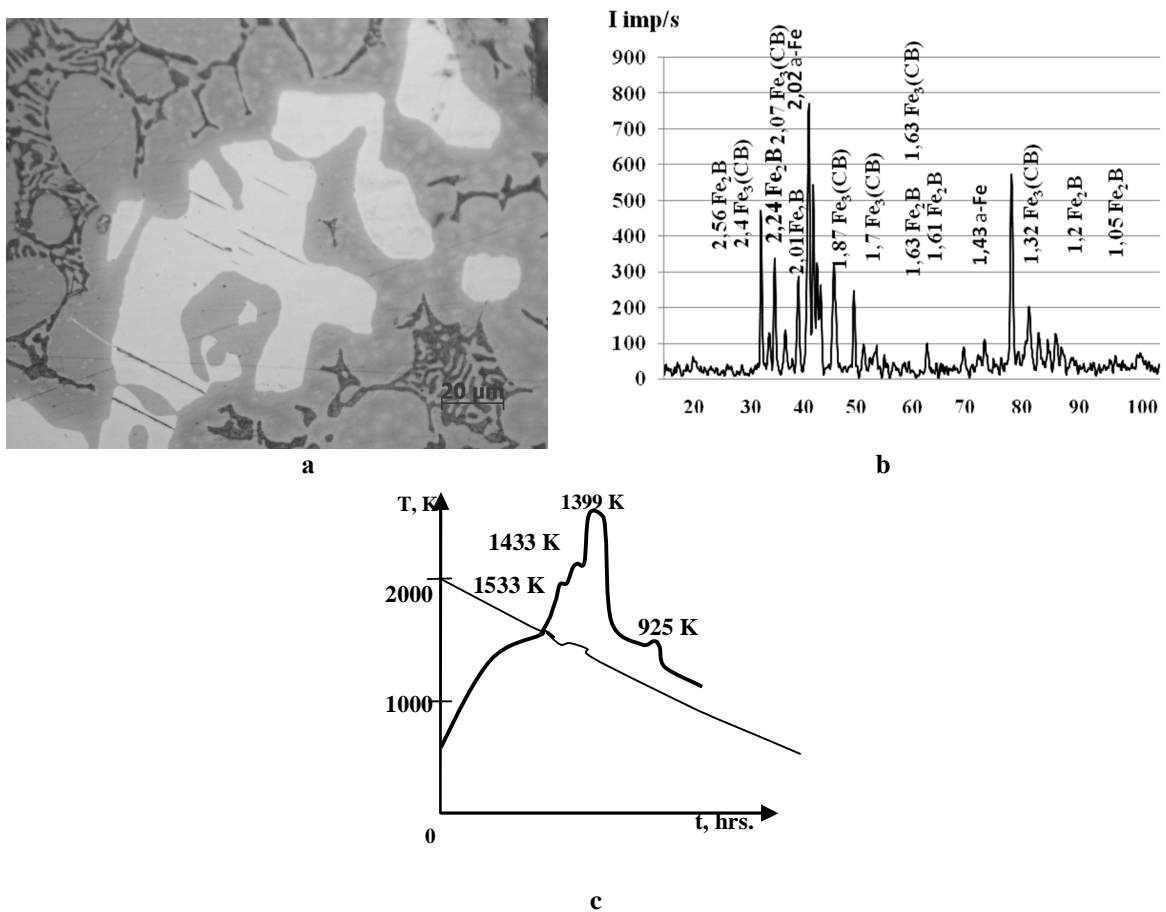 20 μm
a
I imp/s
900
800
700
600
500
400
300
200
100
0
2,56 Fe₂B
2,4 Fe₃(CB)
2,24 Fe₂B
2,07 Fe₃(CB)
2,01 Fe₂B
2,02 a-Fe
1,87 Fe₃(CB)
1,7 Fe₃(CB)
1,63 Fe₂B
1,63 Fe₃(CB)
1,61 Fe₂B
1,43 a-Fe
1,32 Fe₃(CB)
1,2 Fe₂B
1,05 Fe₂B
20 30 40 50 60 70 80 90 100
b
T, K
1399 K
1433 K
1533 K
2000
925 K
1000
t, hrs.
0
c